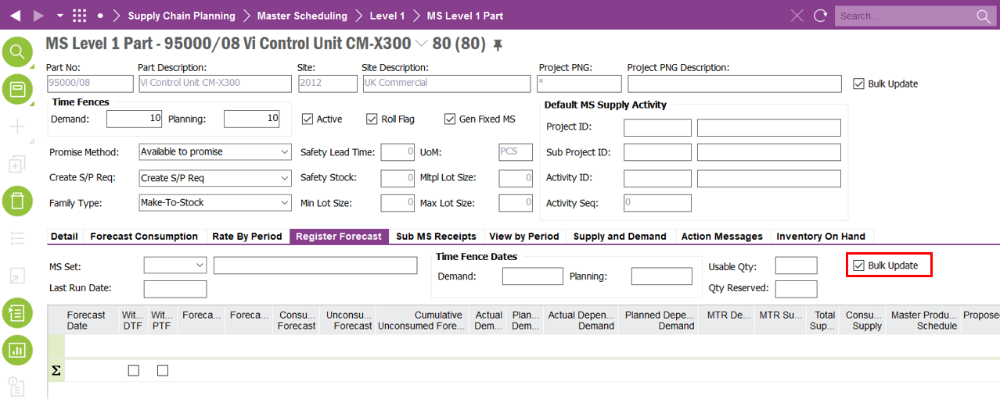 Supply Chain Planning Master Scheduling Level 1 MS Level 1 Part Search...
MS Level 1 Part - 95000/08 Vi Control Unit CM-X300 80 (80)
Part No: Part Description: Site: Site Description: Project PNG: Project PNG Description:
95000/08 Vi Control Unit CM-X300 2012 UK Commercial * Bulk Update
Time Fences Default MS Supply Activity
Demand: 10 Planning: 10 Active Roll Flag Gen Fixed MS
Project ID:
Promise Method: Available to promise Safety Lead Time: 0 UoM: PCS Sub Project ID:
Create S/P Req: Create S/P Req Safety Stock: 0 Mltpl Lot Size: 0 Activity ID:
Family Type: Make-To-Stock Min Lot Size: 0 Max Lot Size: 0 Activity Seq: 0
Detail Forecast Consumption Rate By Period Register Forecast Sub MS Receipts View by Period Supply and Demand Action Messages Inventory On Hand
Time Fence Dates
MS Set: Usable Qty: Bulk Update
Demand: Planning:
Last Run Date: Qty Reserved:
Forecast Wit... Wit... Foreca... Foreca... Consu... Unconsu... Cumulative Actual Plan... Actual Depen... Planned Depe... MTR De... MTR Su... Total Consu... Master Produ... Propose
Date DTF PTF Forecast Forecast Unconsumed Fore... Dem... Dem... Demand Demand Sup... Supply Schedule
Σ